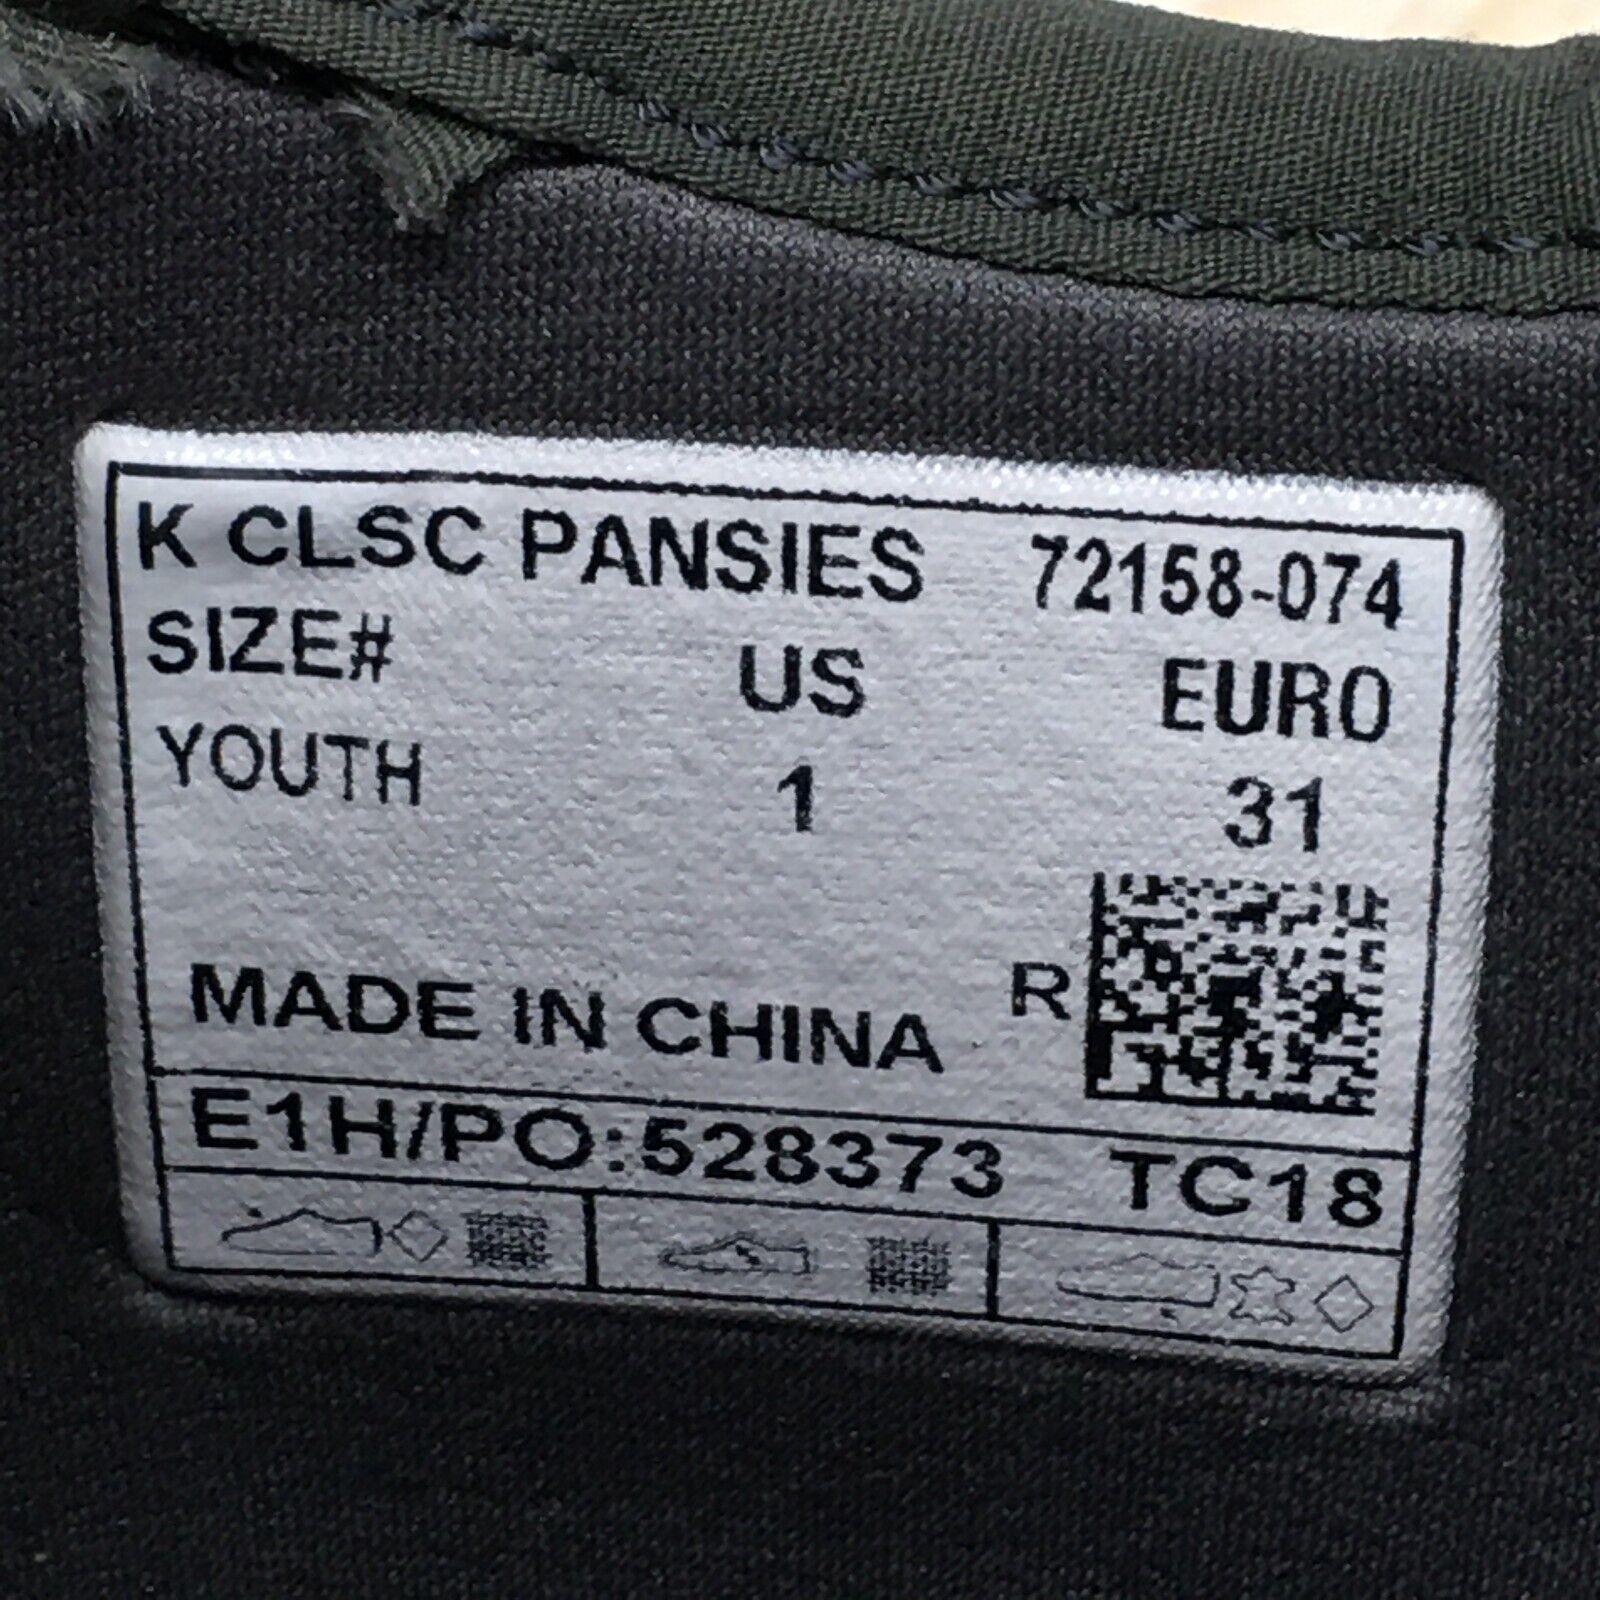 K CLSC PANSIES 72158-074
SIZE# US EURO
YOUTH 1 31
MADE IN CHINA R
E1H/PO:528373 TC18